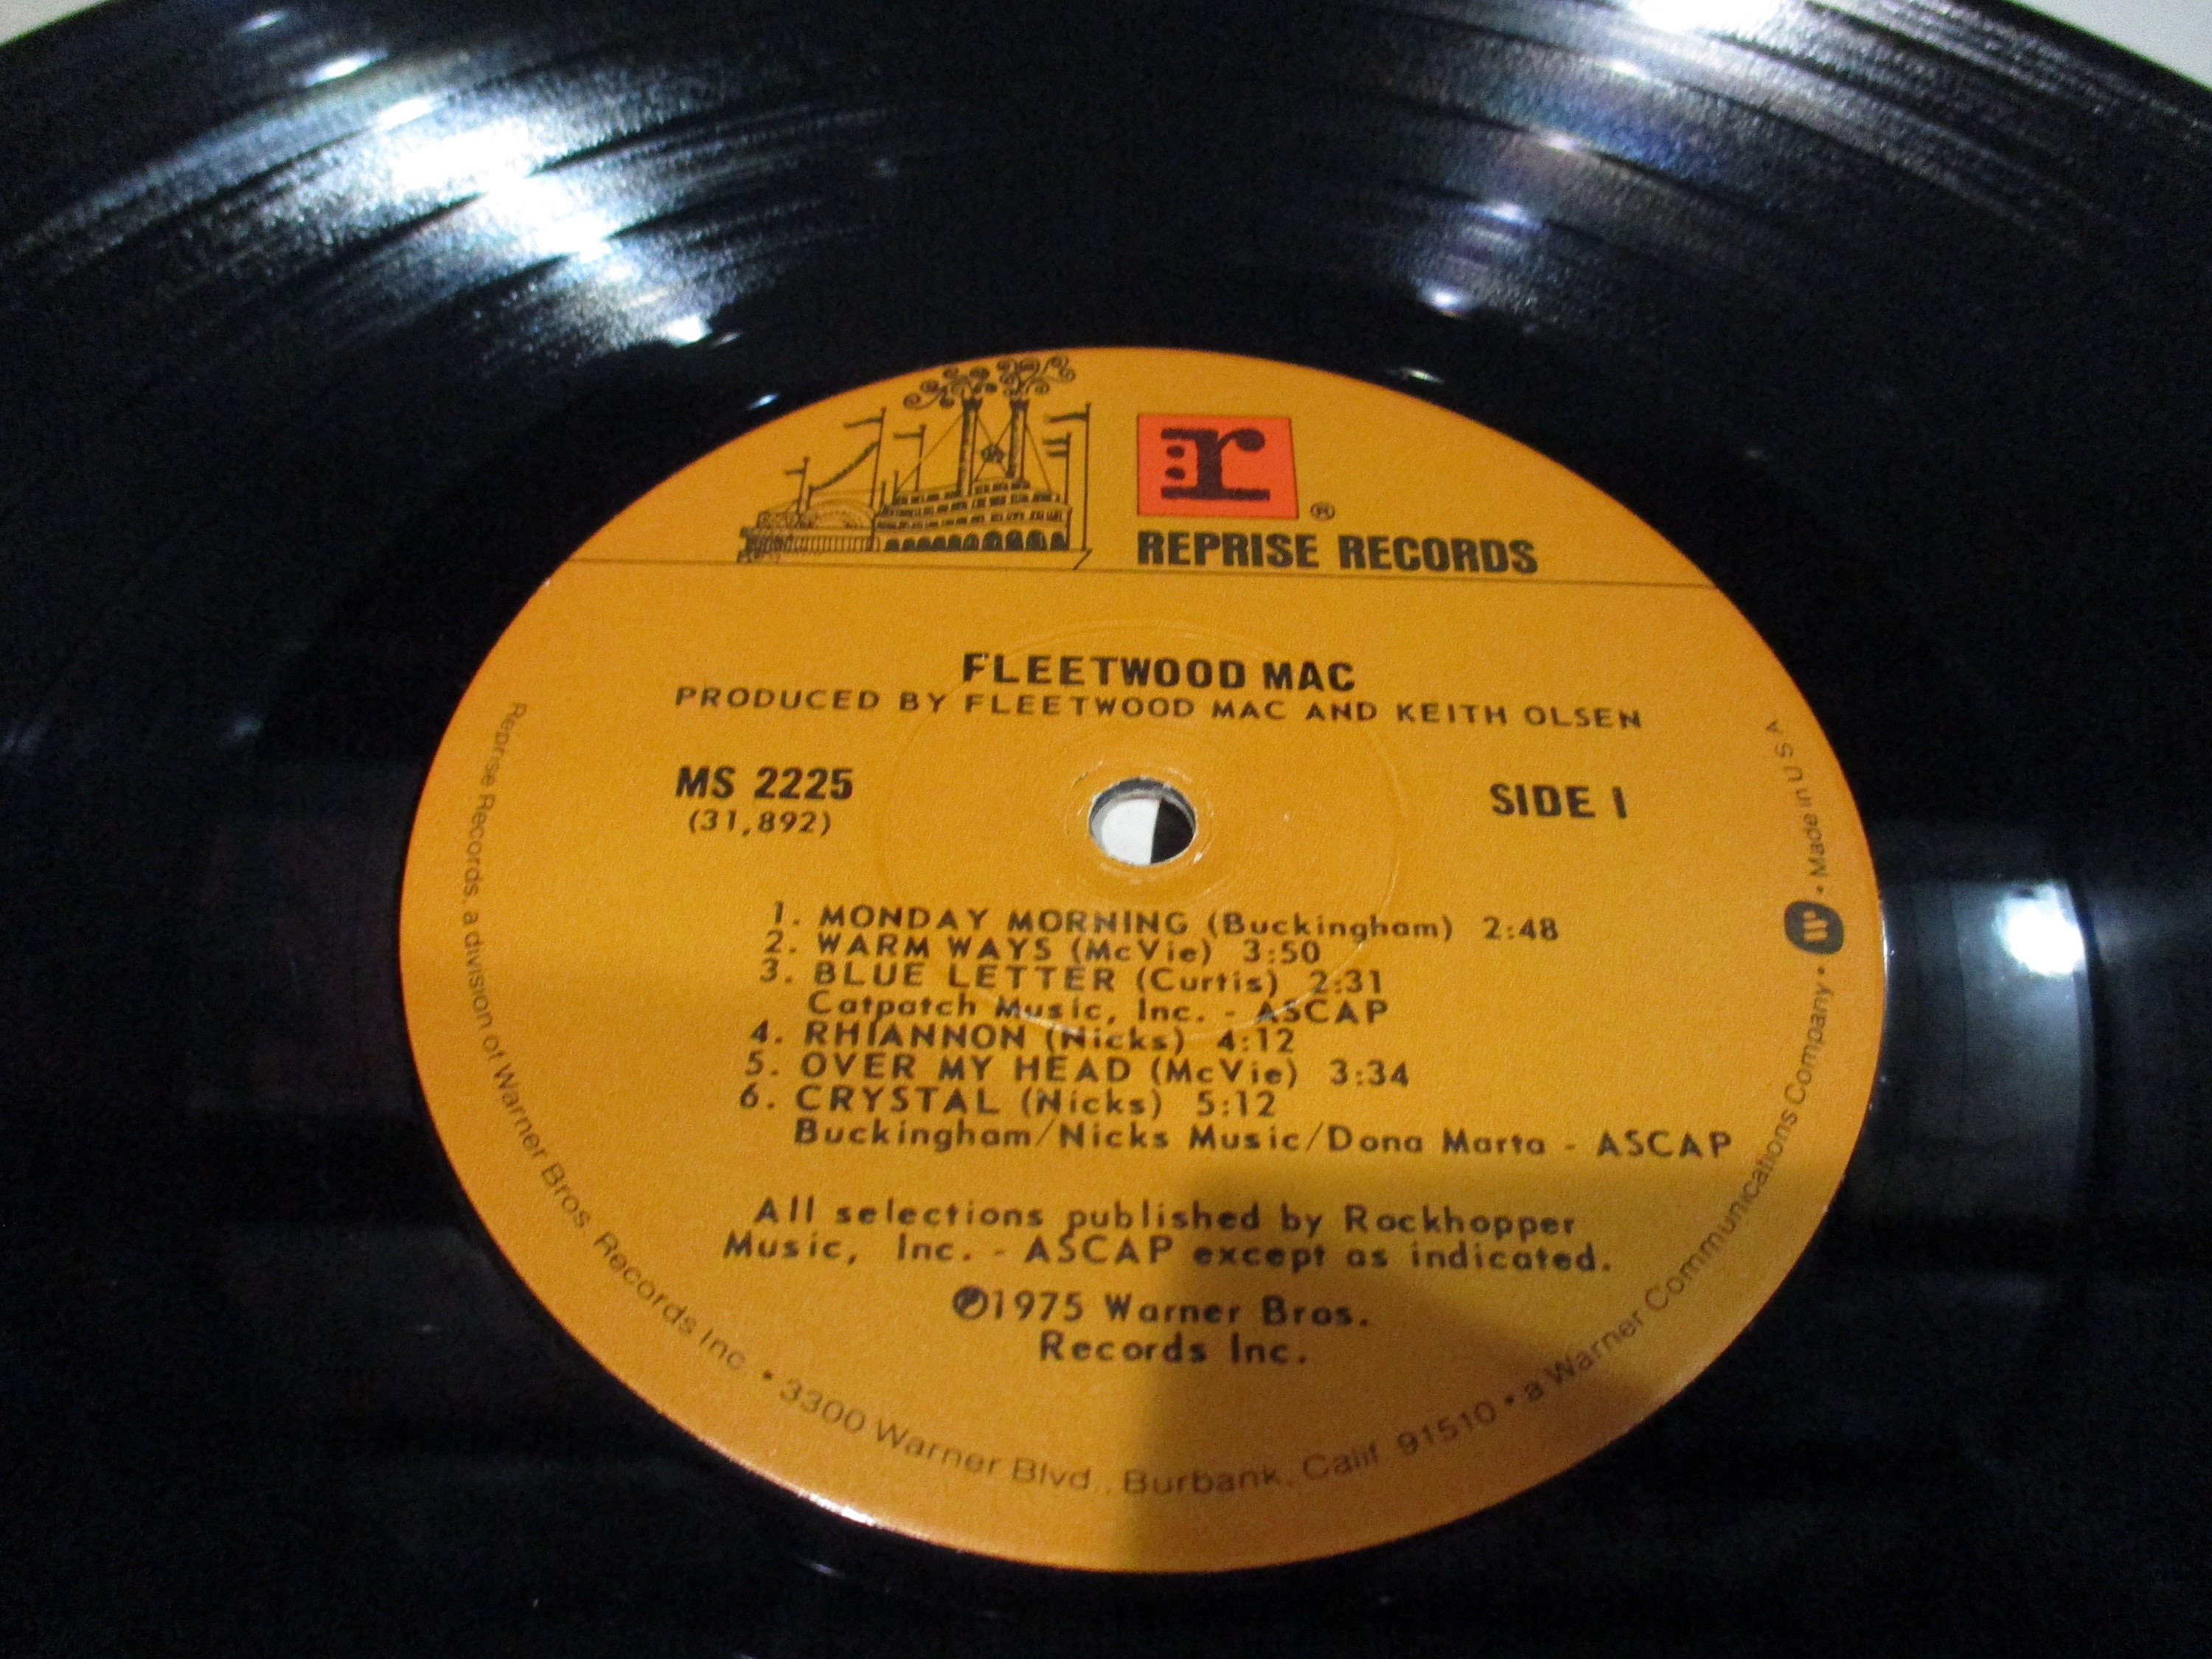 r
®
REPRISE RECORDS
FLEETWOOD MAC
PRODUCED BY FLEETWOOD MAC AND KEITH OLSEN
MS 2225
(31,892)
SIDE 1
1. MONDAY MORNING (Buckingham) 2:48
2. WARM WAYS (McVie) 3:50
3. BLUE LETTER (Curtis) 2:31
Catpatch Music, Inc. - ASCAP
4. RHIANNON (Nicks) 4:12
5. OVER MY HEAD (McVie) 3:34
6. CRYSTAL (Nicks) 5:12
Buckingham/Nicks Music/Dona Marta - ASCAP
All selections published by Rockhopper
Music, Inc. - ASCAP except as indicated.
℗1975 Warner Bros.
Records Inc.
Reprise Records, a division of Warner Bros. Records Inc. • 3300 Warner Blvd., Burbank, Calif. 91510 • a Warner Communications Company • W • Made in U S A